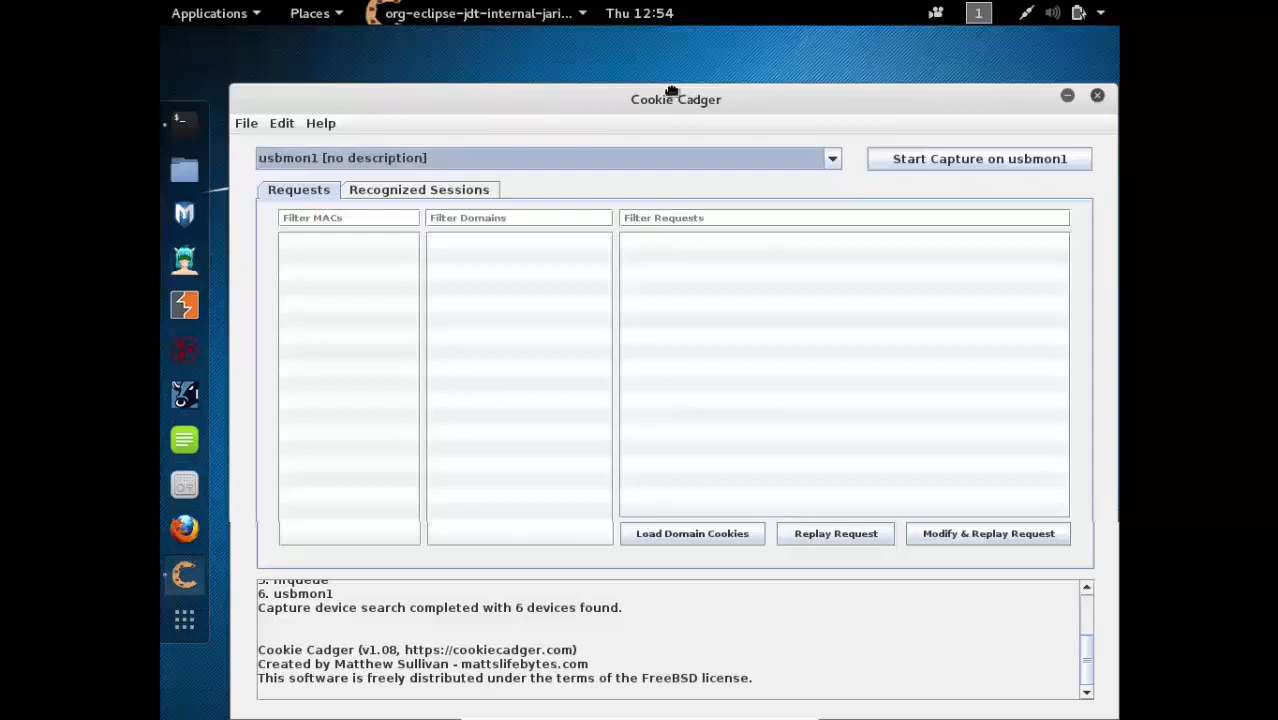 Applications Places org-eclipse-jdt-internal-jari... Thu 12:54 1
Cookie Cadger
File Edit Help
usbmon1 [no description] Start Capture on usbmon1
Requests Recognized Sessions
Filter MACs Filter Domains Filter Requests
Load Domain Cookies Replay Request Modify & Replay Request
6. usbmon1
Capture device search completed with 6 devices found.
Cookie Cadger (v1.08, https://cookiecadger.com)
Created by Matthew Sullivan - mattslifebytes.com
This software is freely distributed under the terms of the FreeBSD license.